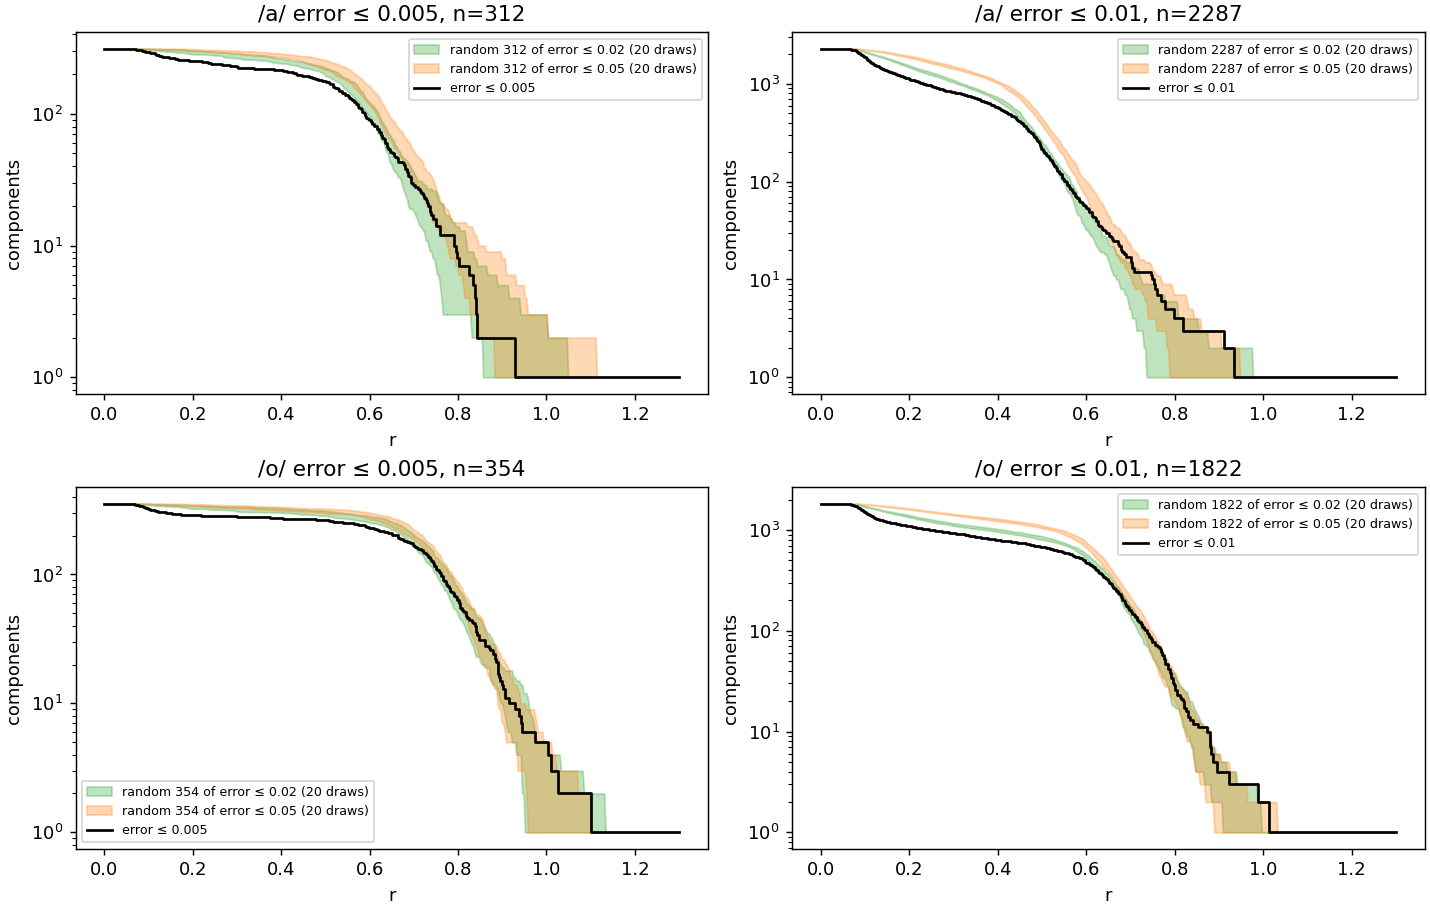 /a/ error ≤ 0.005, n=312
random 312 of error ≤ 0.02 (20 draws)
random 312 of error ≤ 0.05 (20 draws)
error ≤ 0.005
components
10²
10¹
10⁰
0.0 0.2 0.4 0.6 0.8 1.0 1.2
r
/a/ error ≤ 0.01, n=2287
random 2287 of error ≤ 0.02 (20 draws)
random 2287 of error ≤ 0.05 (20 draws)
error ≤ 0.01
components
10³
10²
10¹
10⁰
0.0 0.2 0.4 0.6 0.8 1.0 1.2
r
/o/ error ≤ 0.005, n=354
components
10²
10¹
10⁰
random 354 of error ≤ 0.02 (20 draws)
random 354 of error ≤ 0.05 (20 draws)
error ≤ 0.005
0.0 0.2 0.4 0.6 0.8 1.0 1.2
r
/o/ error ≤ 0.01, n=1822
random 1822 of error ≤ 0.02 (20 draws)
random 1822 of error ≤ 0.05 (20 draws)
error ≤ 0.01
components
10³
10²
10¹
10⁰
0.0 0.2 0.4 0.6 0.8 1.0 1.2
r